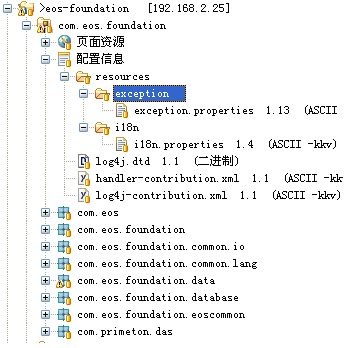 >eos-foundation [192.168.2.25]
com.eos.foundation
页面资源
配置信息
resources
exception
exception.properties 1.13 (ASCII
i18n
i18n.properties 1.4 (ASCII -kkv)
log4j.dtd 1.1 (二进制)
handler-contribution.xml 1.1 (ASCII -kkv)
log4j-contribution.xml 1.1 (ASCII -kkv)
com.eos
com.eos.foundation
com.eos.foundation.common.io
com.eos.foundation.common.lang
com.eos.foundation.data
com.eos.foundation.database
com.eos.foundation.eoscommon
com.primeton.das